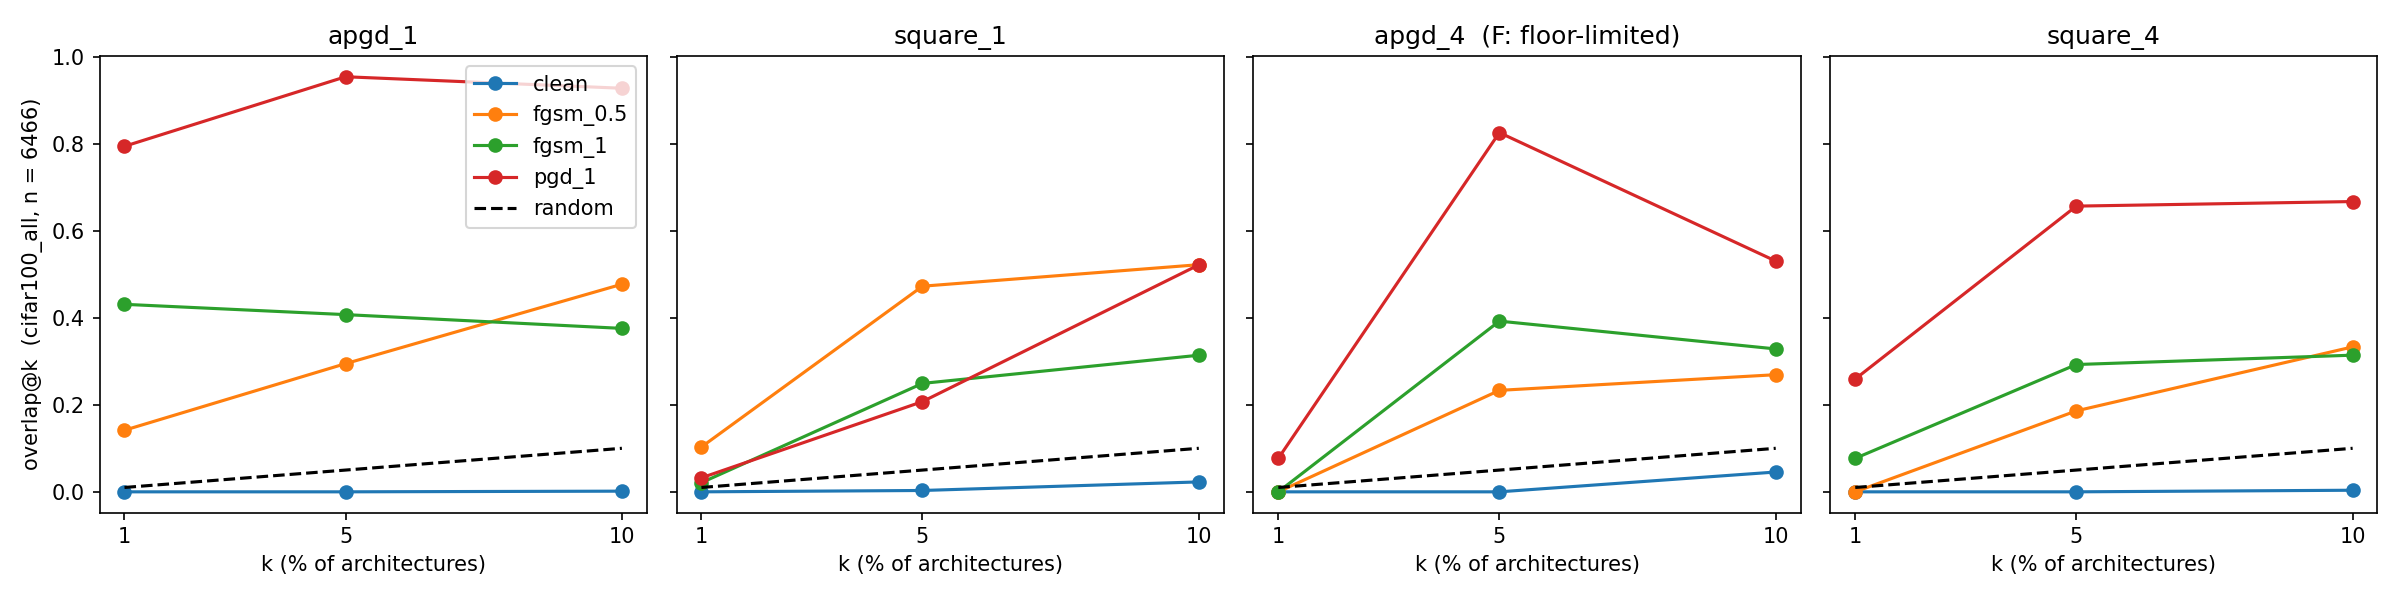 apgd_1
square_1
apgd_4  (F: floor-limited)
square_4
overlap@k  (cifar100_all, n = 6466)
1.0
0.8
0.6
0.4
0.2
0.0
clean
fgsm_0.5
fgsm_1
pgd_1
random
1 5 10
1 5 10
1 5 10
1 5 10
k (% of architectures)
k (% of architectures)
k (% of architectures)
k (% of architectures)